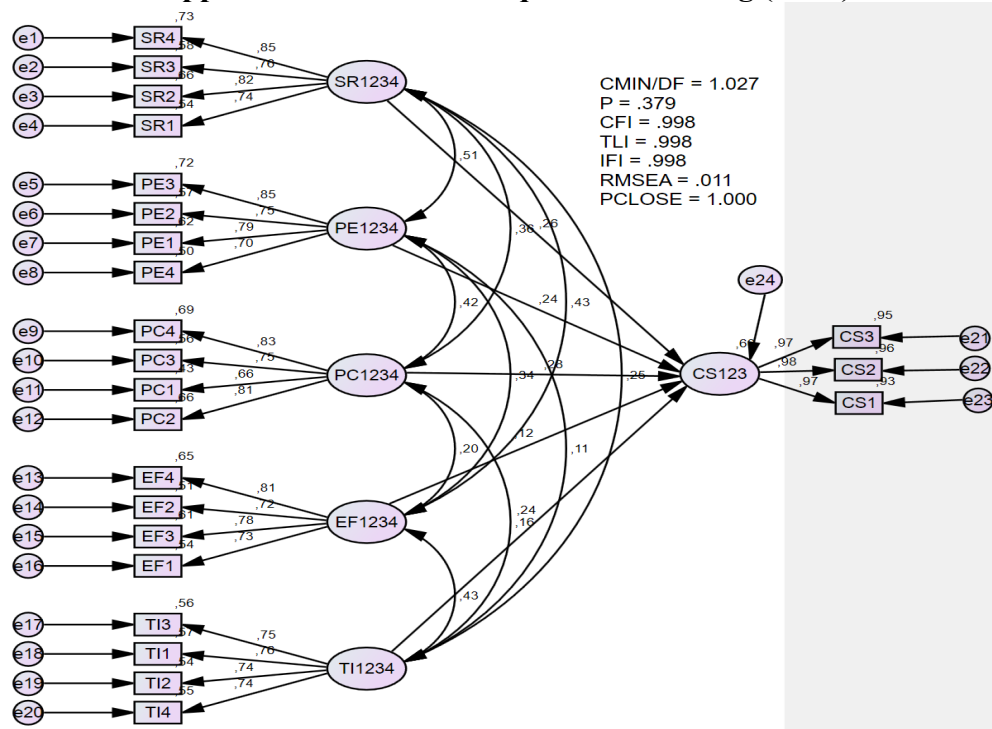 ,73
e1 SR4
,85
,58
e2 SR3
,76
,66
e3 SR2
,82
,54
e4 SR1
,74
SR1234
CMIN/DF = 1.027
P = .379
CFI = .998
TLI = .998
IFI = .998
RMSEA = .011
PCLOSE = 1.000
,51
,72
e5 PE3
,85
,57
e6 PE2
,75
,62
e7 PE1
,79
,50
e8 PE4
,70
PE1234
,36
,26
,42
,24
,43
e24
,69
e9 PC4
,83
,56
e10 PC3
,75
,43
e11 PC1
,66
,66
e12 PC2
,81
PC1234
,34
,28
,25
CS123
,97
,95
CS3 e21
,98
,96
CS2 e22
,97
,93
CS1 e23
,20
,12
,11
,65
e13 EF4
,81
,51
e14 EF2
,72
,61
e15 EF3
,78
,54
e16 EF1
,73
EF1234
,24
,16
,43
,56
e17 TI3
,75
,57
e18 TI1
,76
,54
e19 TI2
,74
,55
e20 TI4
,74
TI1234